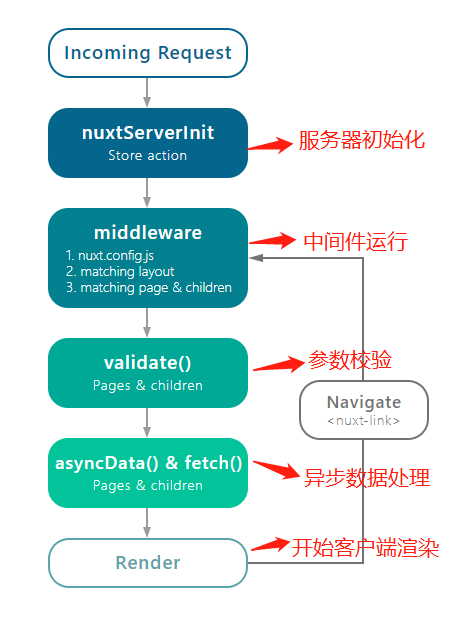 Incoming Request
nuxtServerInit
Store action
服务器初始化
middleware
1. nuxt.config.js
2. matching layout
3. matching page & children
中间件运行
validate()
Pages & children
参数校验
Navigate
<nuxt-link>
asyncData() & fetch()
Pages & children
异步数据处理
Render
开始客户端渲染